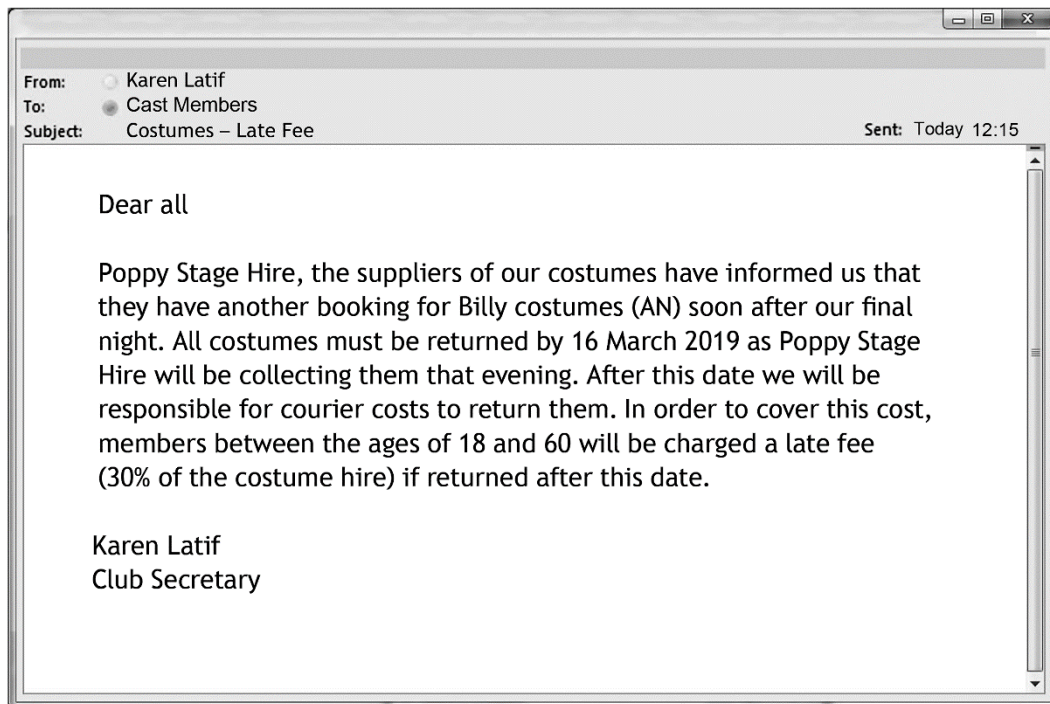 From: Karen Latif
To: Cast Members
Subject: Costumes – Late Fee Sent: Today 12:15
Dear all
Poppy Stage Hire, the suppliers of our costumes have informed us that
they have another booking for Billy costumes (AN) soon after our final
night. All costumes must be returned by 16 March 2019 as Poppy Stage
Hire will be collecting them that evening. After this date we will be
responsible for courier costs to return them. In order to cover this cost,
members between the ages of 18 and 60 will be charged a late fee
(30% of the costume hire) if returned after this date.
Karen Latif
Club Secretary